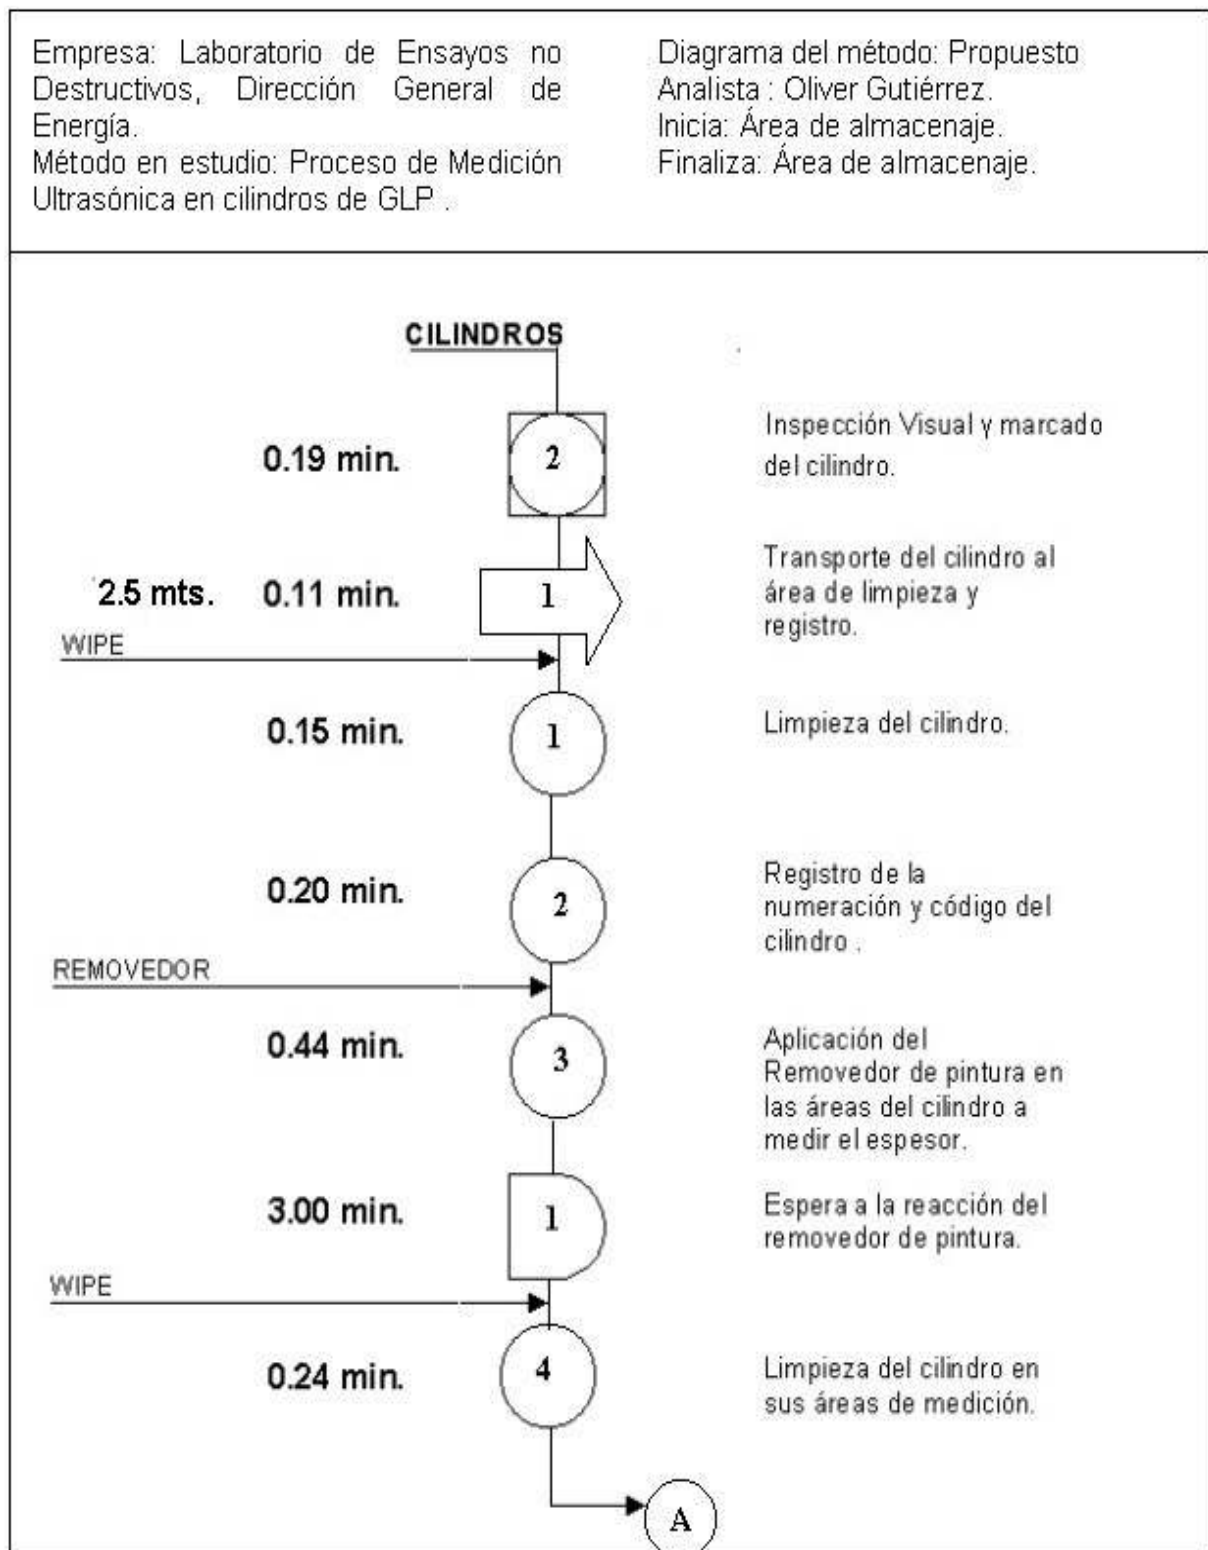 Empresa: Laboratorio de Ensayos no
Destructivos, Dirección General de
Energía.
Método en estudio: Proceso de Medición
Ultrasónica en cilindros de GLP .
Diagrama del método: Propuesto
Analista : Oliver Gutiérrez.
Inicia: Área de almacenaje.
Finaliza: Área de almacenaje.
CILINDROS
0.19 min.
2
Inspección Visual y marcado
del cilindro.
2.5 mts.
0.11 min.
1
Transporte del cilindro al
área de limpieza y
registro.
WIPE
0.15 min.
1
Limpieza del cilindro.
0.20 min.
2
Registro de la
numeración y código del
cilindro .
REMOVEDOR
0.44 min.
3
Aplicación del
Removedor de pintura en
las áreas del cilindro a
medir el espesor.
3.00 min.
1
Espera a la reacción del
removedor de pintura.
WIPE
0.24 min.
4
Limpieza del cilindro en
sus áreas de medición.
A